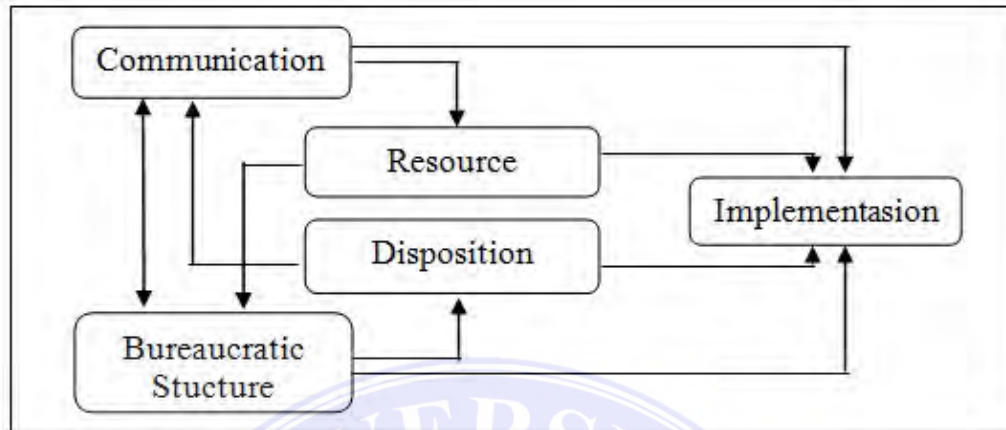 Communication
Resource
Implementasion
Disposition
Bureaucratic
Stucture